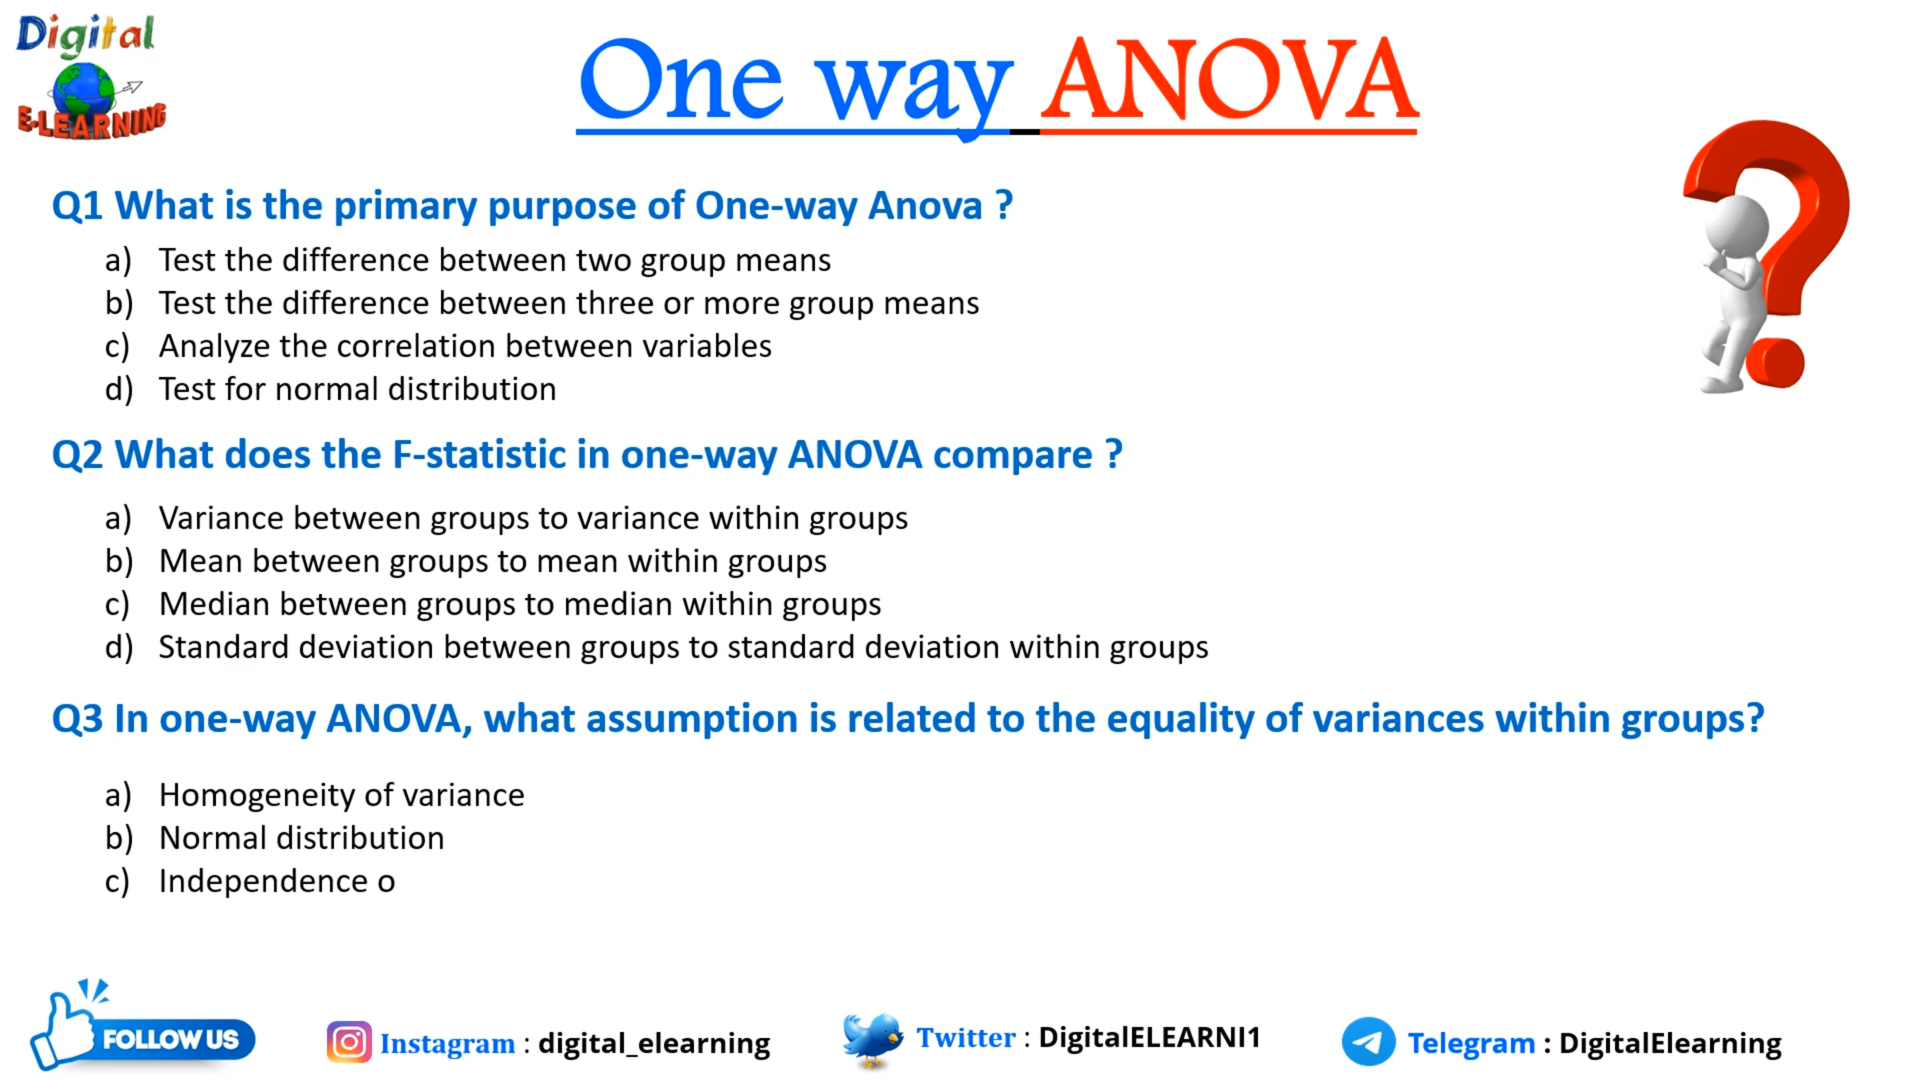 Digital
E-LEARNING
One way ANOVA
Q1 What is the primary purpose of One-way Anova ?
a) Test the difference between two group means
b) Test the difference between three or more group means
c) Analyze the correlation between variables
d) Test for normal distribution
Q2 What does the F-statistic in one-way ANOVA compare ?
a) Variance between groups to variance within groups
b) Mean between groups to mean within groups
c) Median between groups to median within groups
d) Standard deviation between groups to standard deviation within groups
Q3 In one-way ANOVA, what assumption is related to the equality of variances within groups?
a) Homogeneity of variance
b) Normal distribution
c) Independence o
FOLLOW US
Instagram : digital_elearning
Twitter : DigitalELEARNI1
Telegram : DigitalElearning